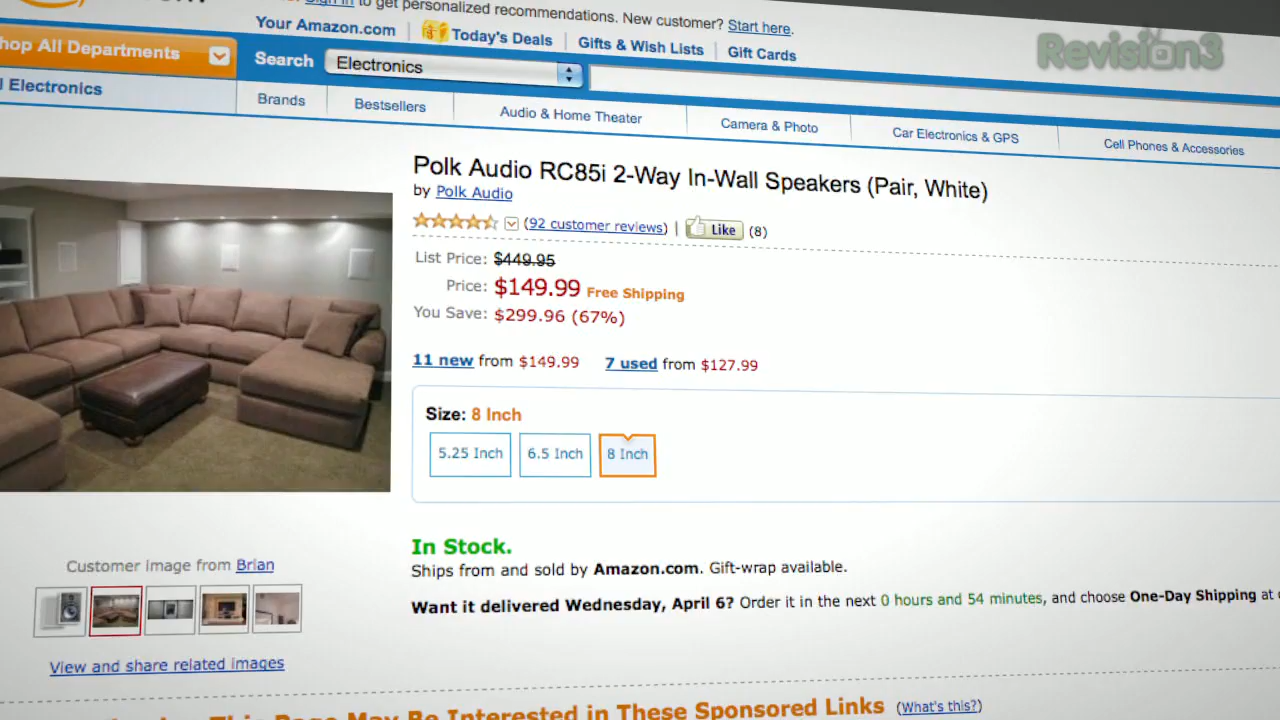 Sign in to get personalized recommendations. New customer? Start here.
Your Amazon.com | Today's Deals | Gifts & Wish Lists | Gift Cards
Revision3
Shop All Departments
Search
Electronics
Electronics
Brands
Bestsellers
Audio & Home Theater
Camera & Photo
Car Electronics & GPS
Cell Phones & Accessories
Polk Audio RC85i 2-Way In-Wall Speakers (Pair, White)
by Polk Audio
(92 customer reviews) | Like (8)
List Price: $449.95
Price: $149.99 Free Shipping
You Save: $299.96 (67%)
11 new from $149.99 7 used from $127.99
Size: 8 Inch
5.25 Inch
6.5 Inch
8 Inch
In Stock.
Ships from and sold by Amazon.com. Gift-wrap available.
Want it delivered Wednesday, April 6? Order it in the next 0 hours and 54 minutes, and choose One-Day Shipping at
Customer image from Brian
View and share related images
This Page May Be Interested in These Sponsored Links (What's this?)